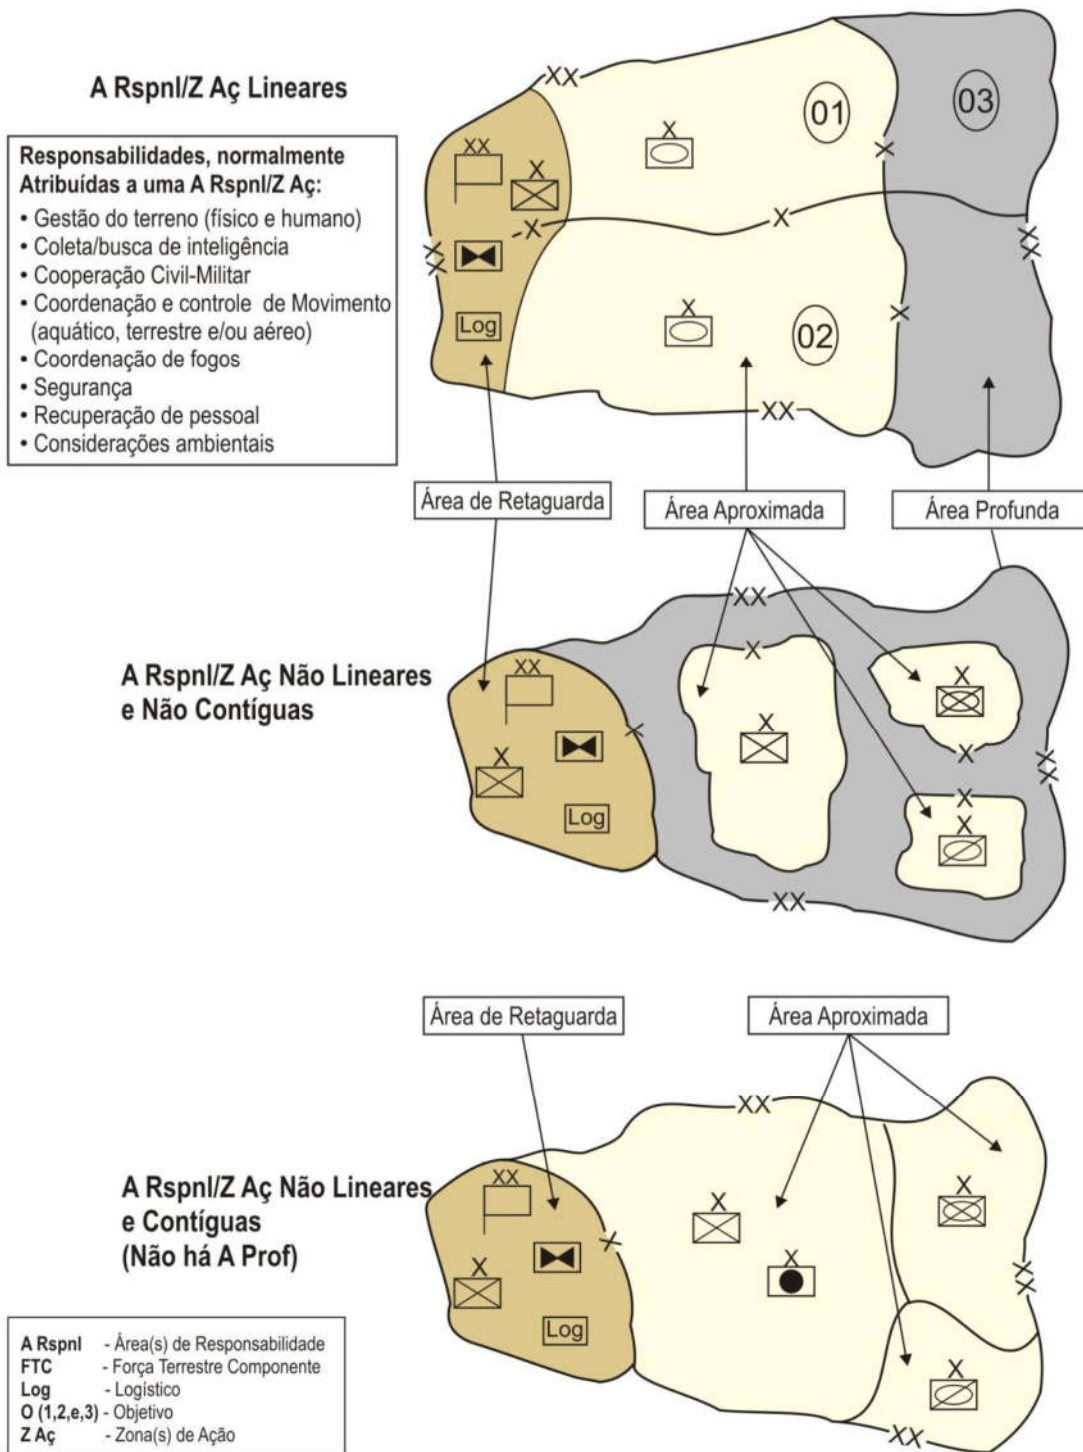 A Rspnl/Z Aç Lineares
Responsabilidades, normalmente
Atribuídas a uma A Rspnl/Z Aç:
• Gestão do terreno (físico e humano)
• Coleta/busca de inteligência
• Cooperação Civil-Militar
• Coordenação e controle de Movimento
(aquático, terrestre e/ou aéreo)
• Coordenação de fogos
• Segurança
• Recuperação de pessoal
• Considerações ambientais
XX
XX
X
X
01
03
X
X
X
XX
Log
X
02
X
XX
XX
Área de Retaguarda
Área Aproximada
Área Profunda
A Rspnl/Z Aç Não Lineares
e Não Contíguas
XX
XX
X
X
X
X
X
X
X
X
XX
Log
XX
Área de Retaguarda
Área Aproximada
A Rspnl/Z Aç Não Lineares
e Contíguas
(Não há A Prof)
XX
XX
X
X
X
X
X
X
XX
Log
XX
A Rspnl - Área(s) de Responsabilidade
FTC - Força Terrestre Componente
Log - Logístico
O (1,2,e,3) - Objetivo
Z Aç - Zona(s) de Ação